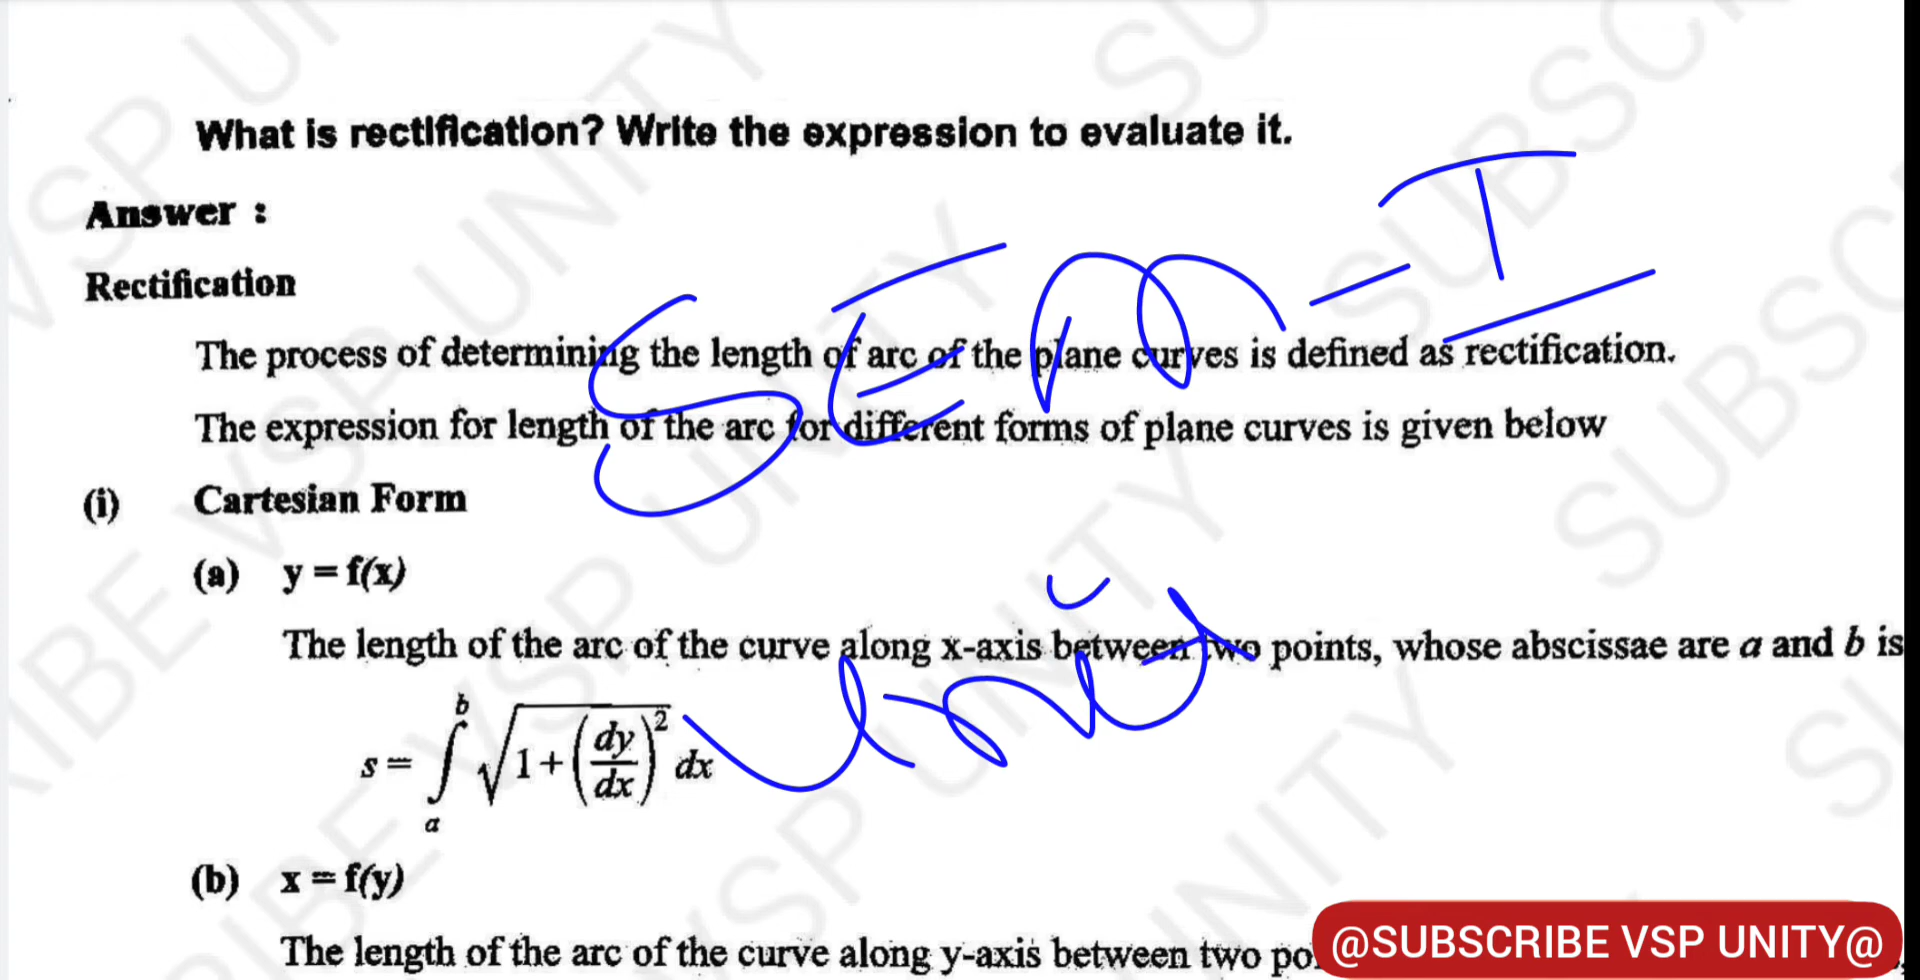 What is rectification? Write the expression to evaluate it.
Answer :
Rectification
The process of determining the length of arc of the plane curves is defined as rectification.
The expression for length of the arc for different forms of plane curves is given below
(i) Cartesian Form
(a) y = f(x)
The length of the arc of the curve along x-axis between two points, whose abscissae are a and b is
s = ∫_a^b √(1 + (dy/dx)^2) dx
(b) x = f(y)
The length of the arc of the curve along y-axis between two po
SEM - I
Unit
@SUBSCRIBE VSP UNITY@